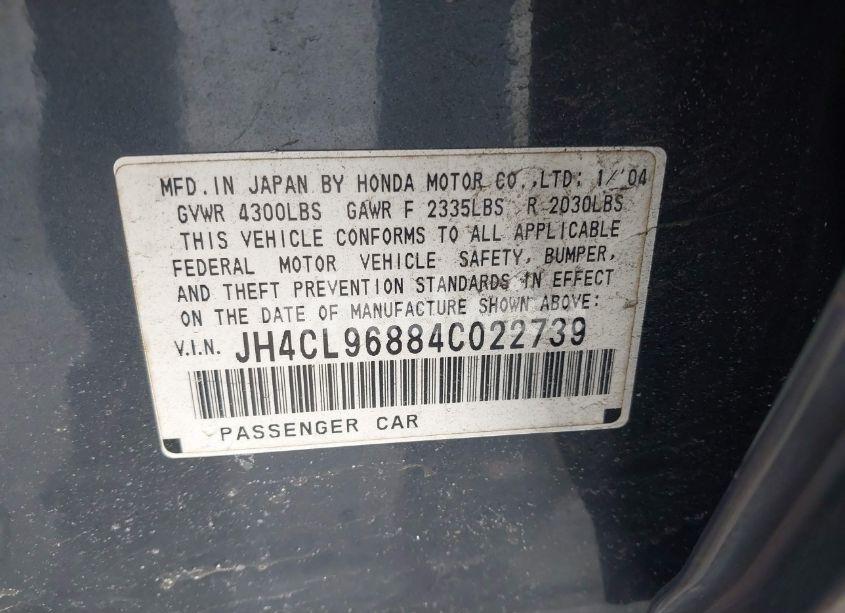 MFD. IN JAPAN BY HONDA MOTOR CO.,LTD; 1/'04
GVWR 4300LBS GAWR F 2335LBS R 2030LBS
THIS VEHICLE CONFORMS TO ALL APPLICABLE
FEDERAL MOTOR VEHICLE SAFETY, BUMPER,
AND THEFT PREVENTION STANDARDS IN EFFECT
ON THE DATE OF MANUFACTURE SHOWN ABOVE:
V.I.N. JH4CL96884C022739
PASSENGER CAR